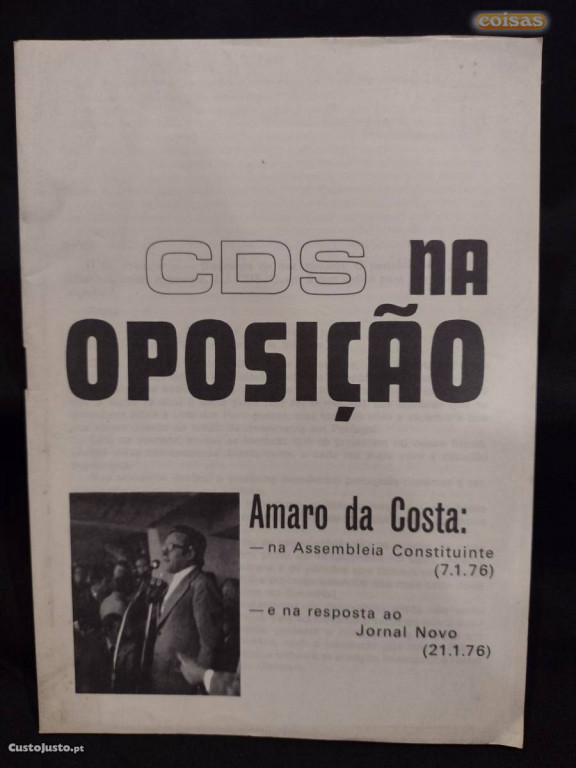 coisas
CDS NA
OPOSIÇÃO
Amaro da Costa:
— na Assembleia Constituinte
(7.1.76)
— e na resposta ao
Jornal Novo
(21.1.76)
CustoJusto.pt